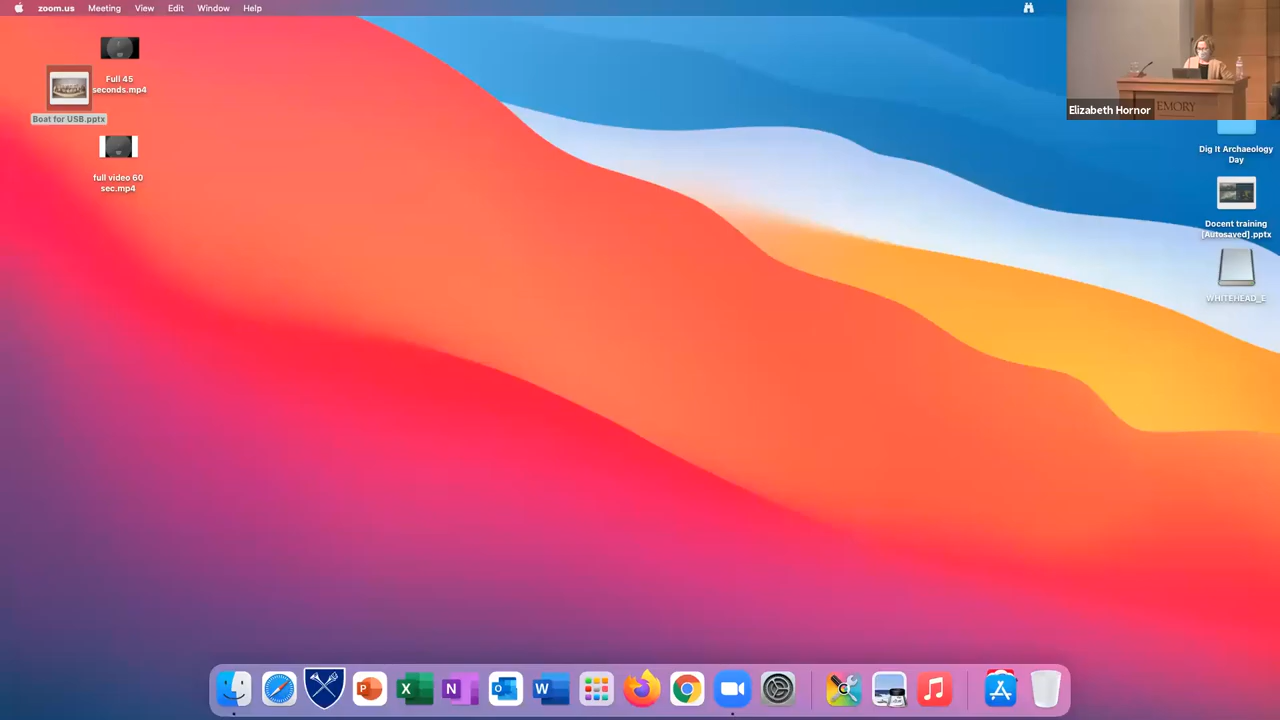 zoom.us Meeting View Edit Window Help
Full 45
seconds.mp4
Boat for USB.pptx
full video 60
sec.mp4
EMORY
Elizabeth Hornor
Dig It Archaeology
Day
Docent training
[Autosaved].pptx
WHITEHEAD_E